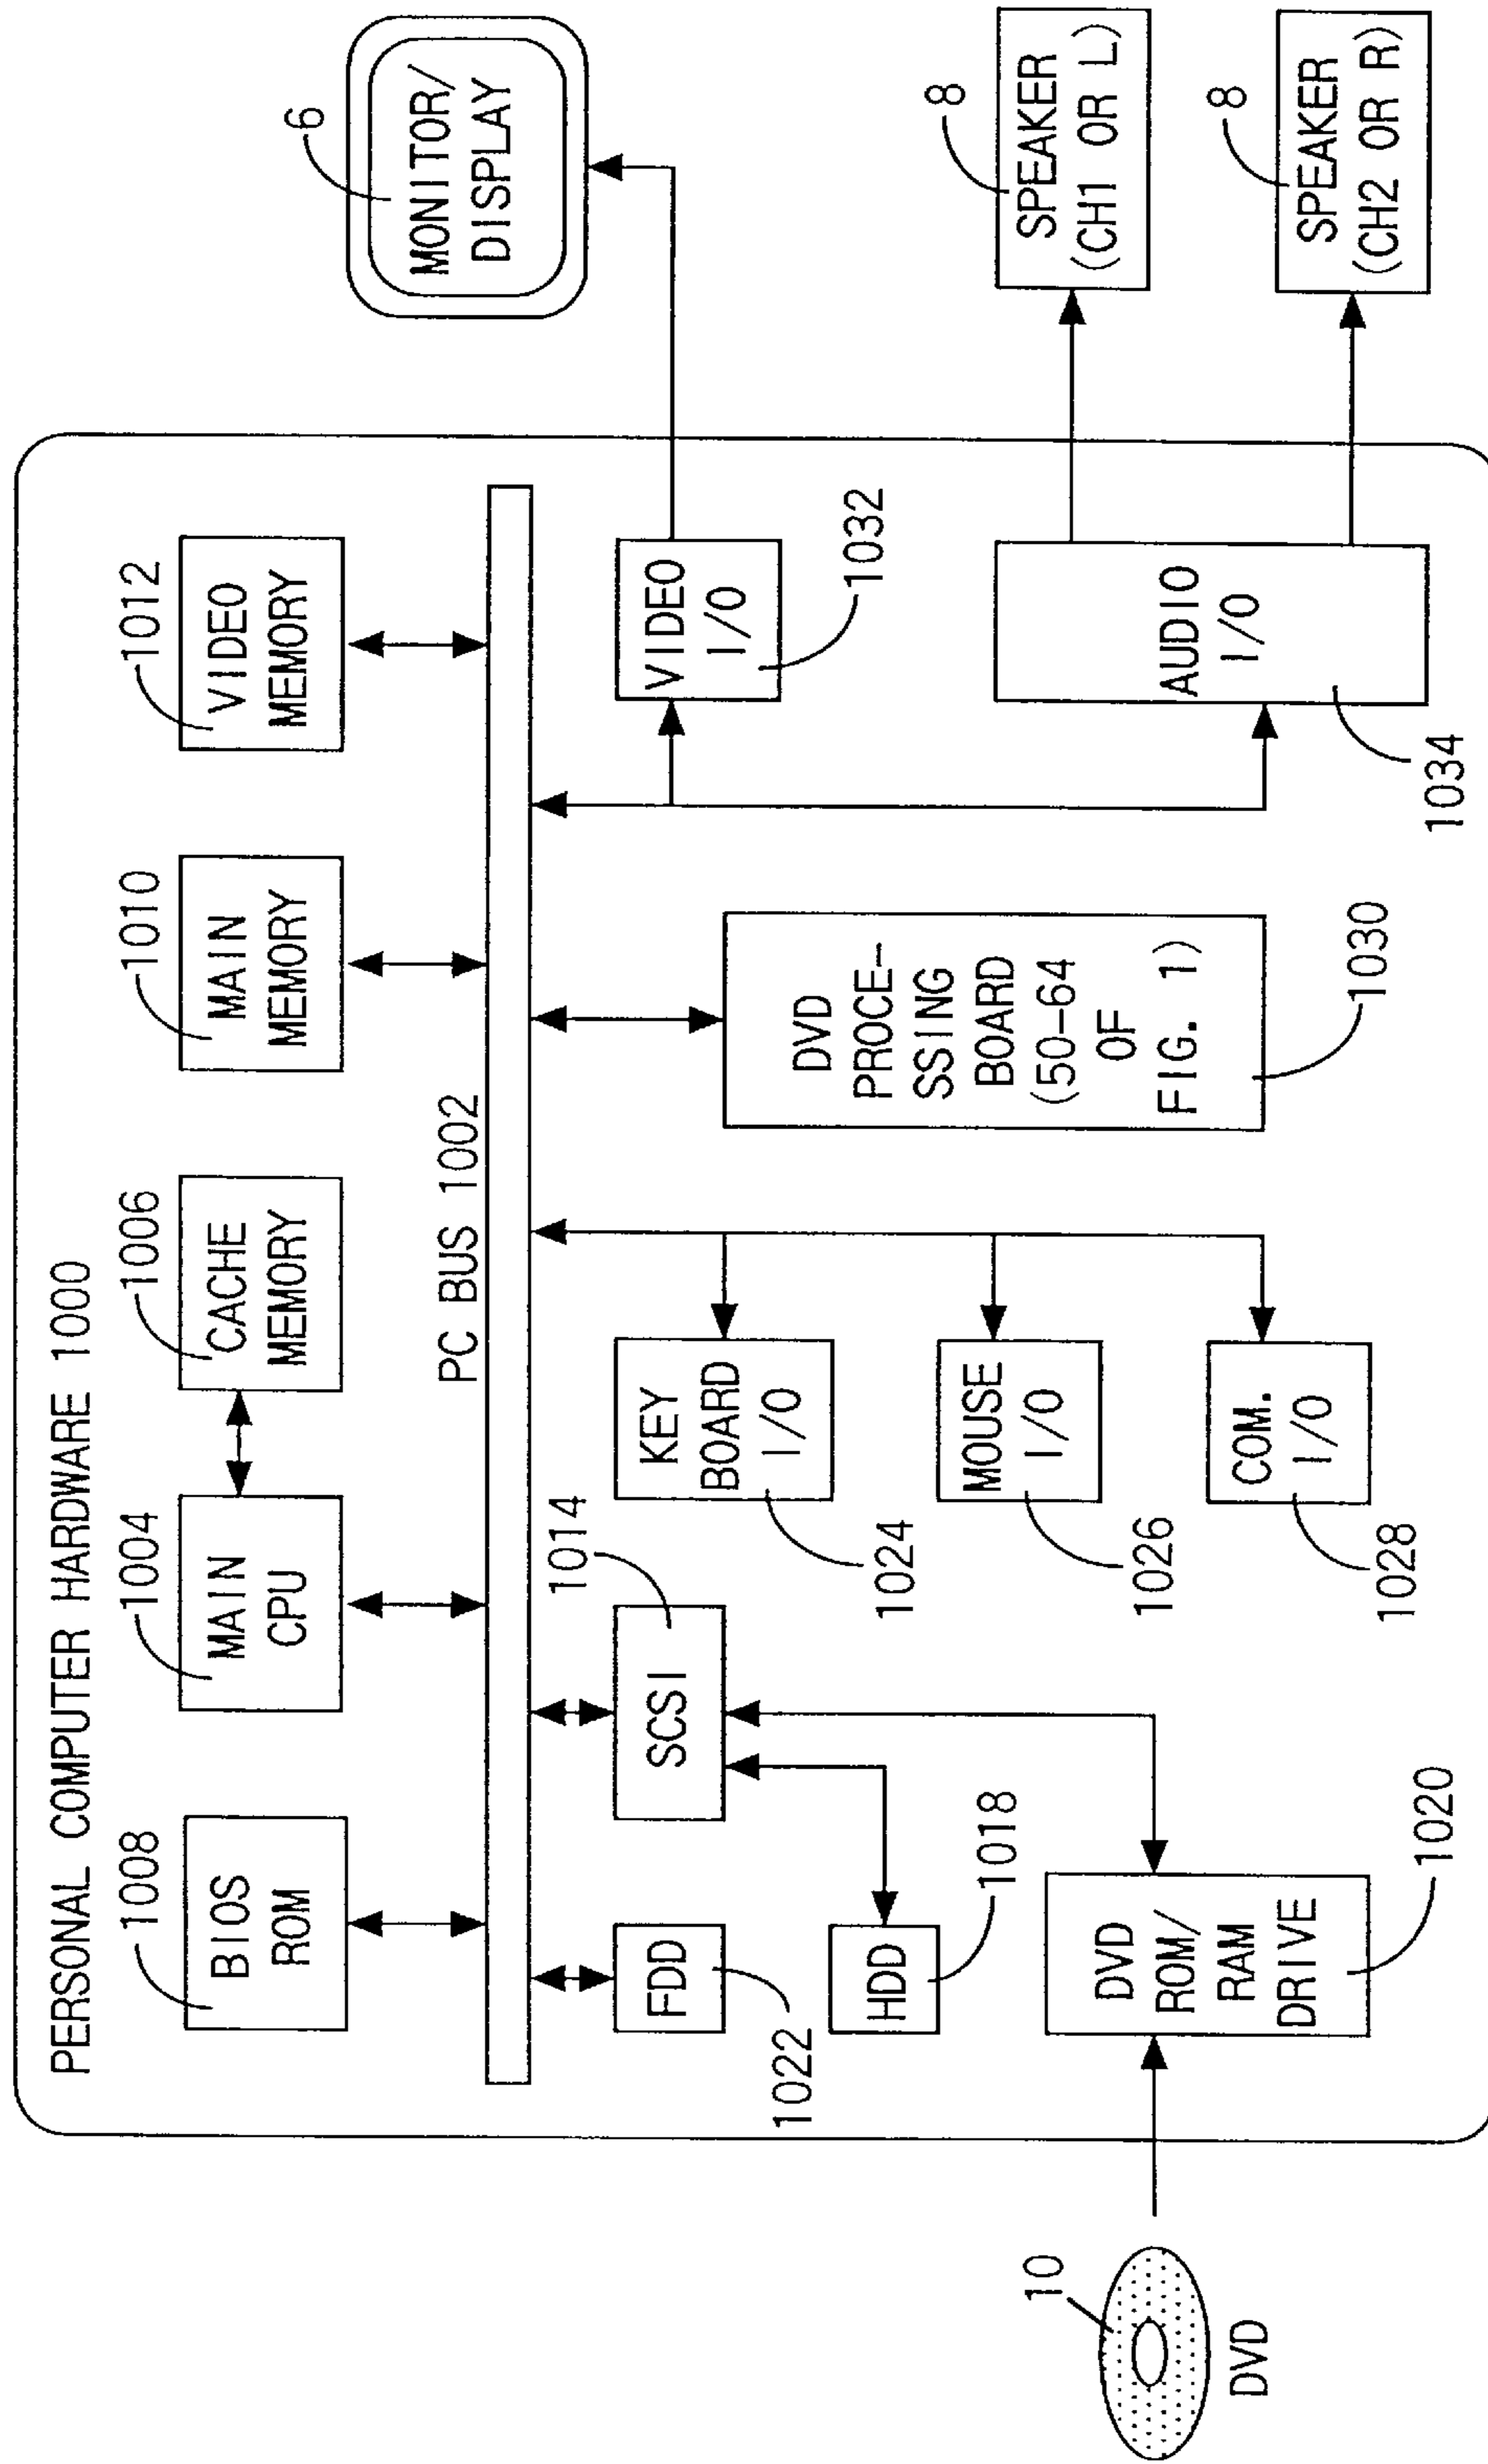 PERSONAL COMPUTER HARDWARE 1000
1008
BIOS
ROM
1004
MAIN
CPU
1006
CACHE
MEMORY
1010
MAIN
MEMORY
1012
VIDEO
MEMORY
6
MONITOR/
DISPLAY
PC BUS 1002
FDD
1022
SCSI
1014
HDD
1018
DVD
ROM/
RAM
DRIVE
1020
10
DVD
KEY
BOARD
I/O
1024
MOUSE
I/O
1026
COM.
I/O
1028
DVD
PROCE-
SSING
BOARD
(50-64
OF
FIG. 1)
1030
VIDEO
I/O
1032
AUDIO
I/O
1034
8
SPEAKER
(CH1 OR L)
8
SPEAKER
(CH2 OR R)